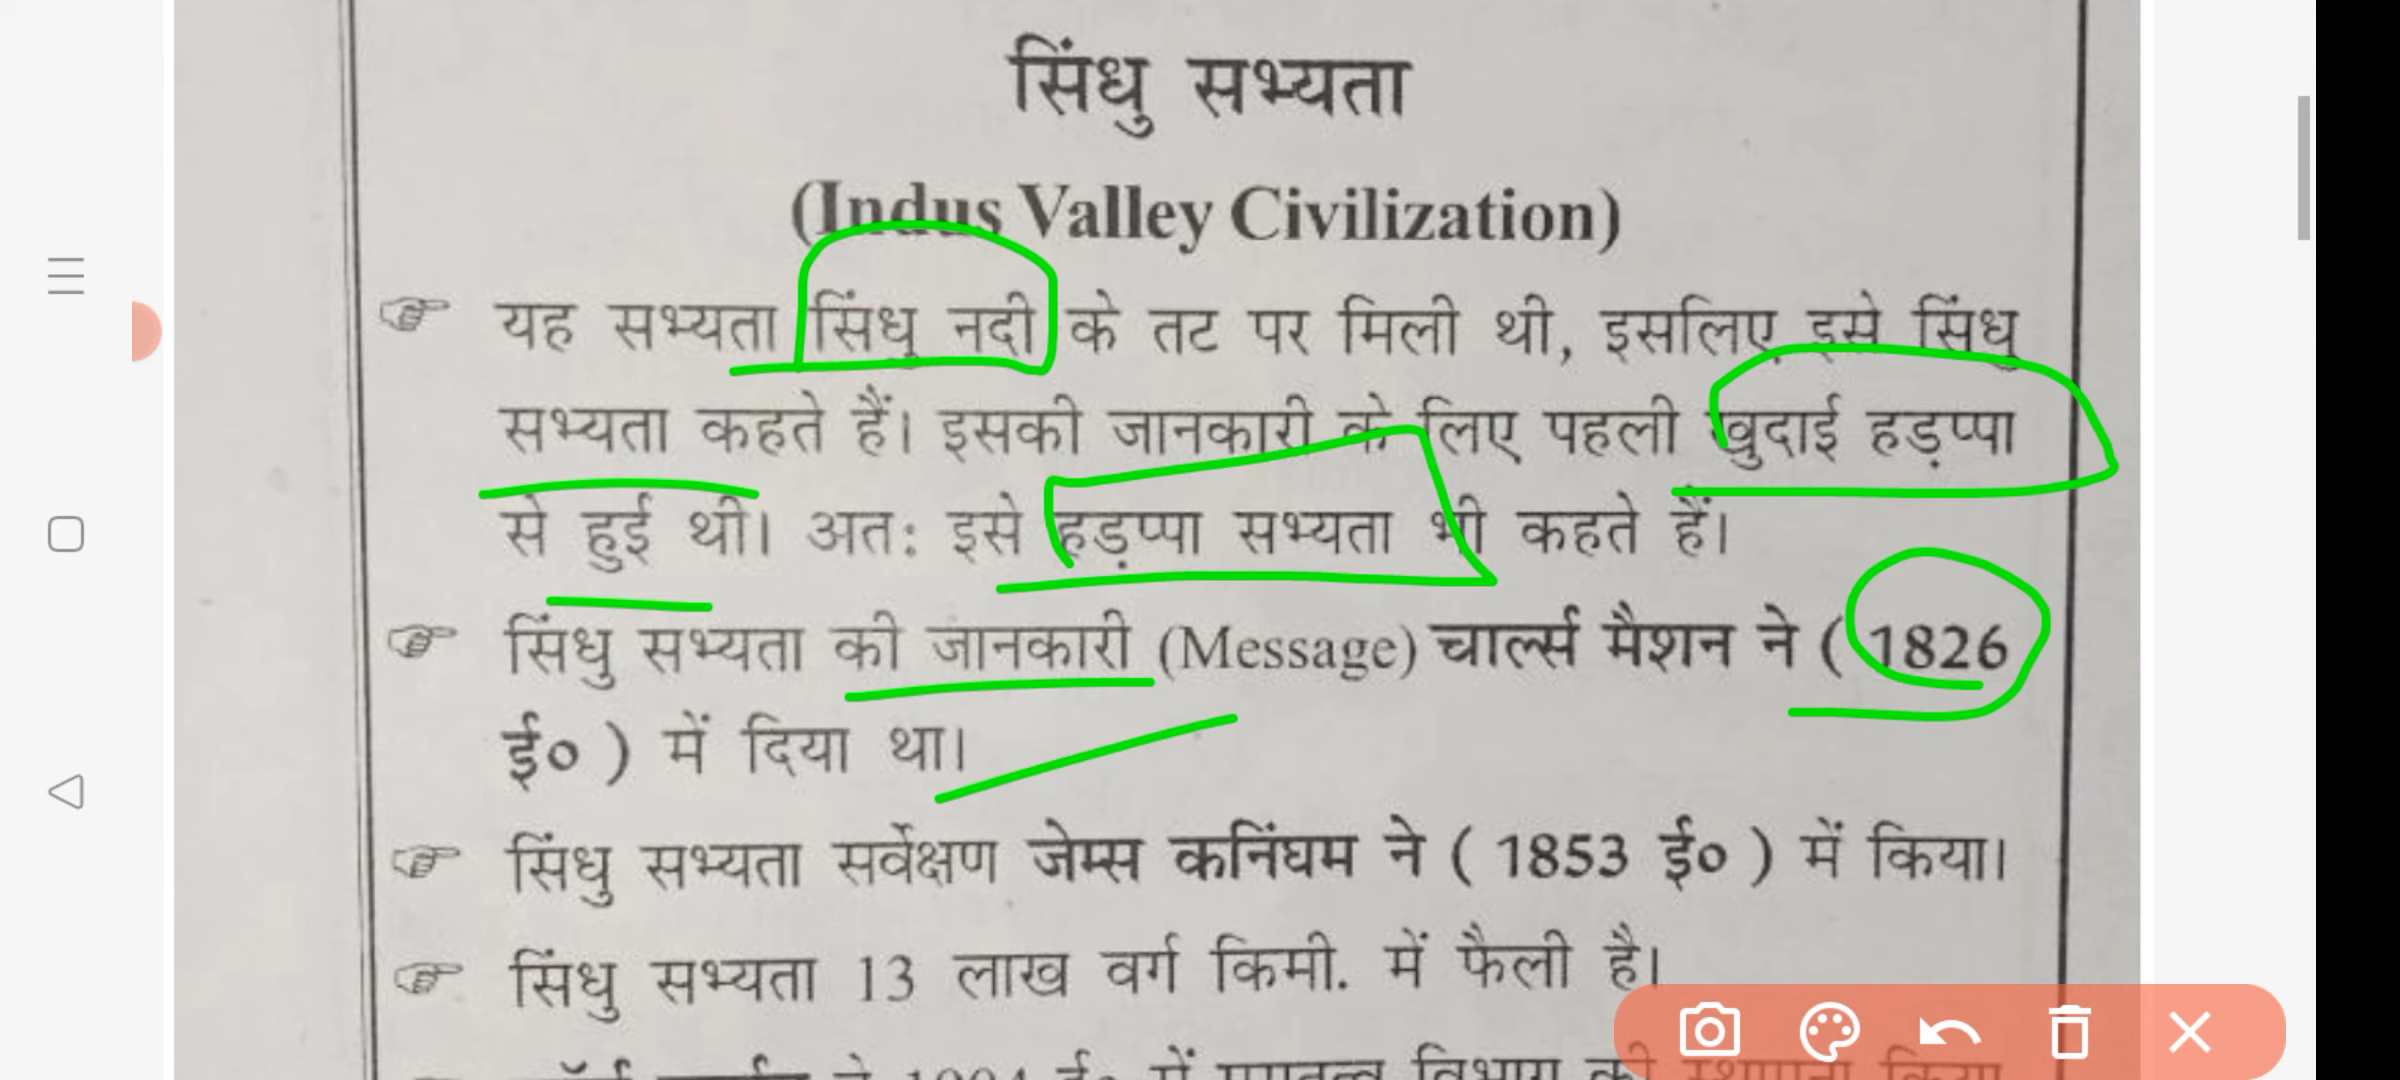 सिंधु सभ्यता
(Indus Valley Civilization)
यह सभ्यता सिंधु नदी के तट पर मिली थी, इसलिए इसे सिंधु
सभ्यता कहते हैं। इसकी जानकारी के लिए पहली खुदाई हड़प्पा
से हुई थी। अतः इसे हड़प्पा सभ्यता भी कहते हैं।
सिंधु सभ्यता की जानकारी (Message) चार्ल्स मैशन ने ( 1826
ई० ) में दिया था।
सिंधु सभ्यता सर्वेक्षण जेम्स कनिंघम ने ( 1853 ई० ) में किया।
सिंधु सभ्यता 13 लाख वर्ग किमी. में फैली है।